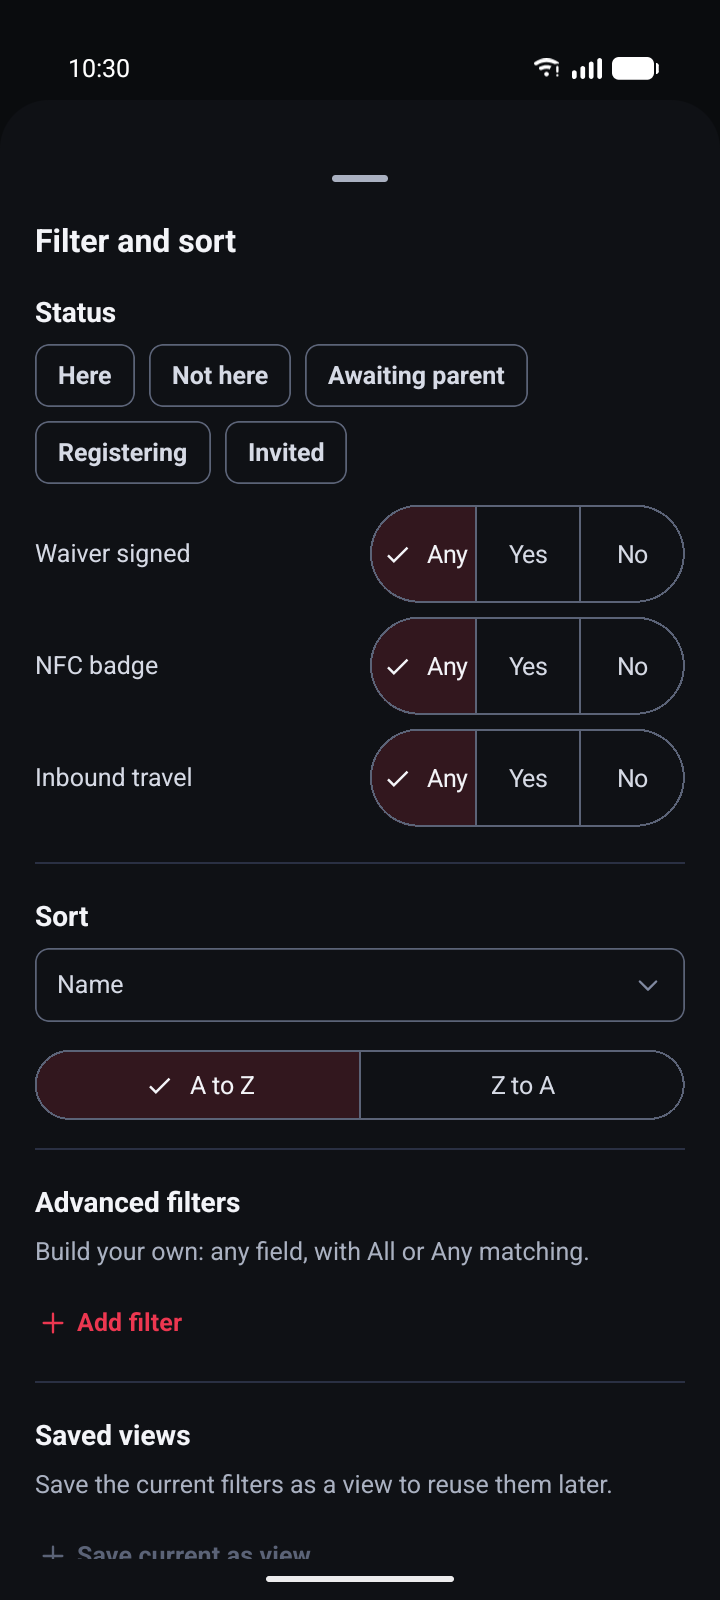 10:30
Filter and sort
Status
Here Not here Awaiting parent
Registering Invited
Waiver signed Any Yes No
NFC badge Any Yes No
Inbound travel Any Yes No
Sort
Name
A to Z Z to A
Advanced filters
Build your own: any field, with All or Any matching.
Add filter
Saved views
Save the current filters as a view to reuse them later.
Save current as view